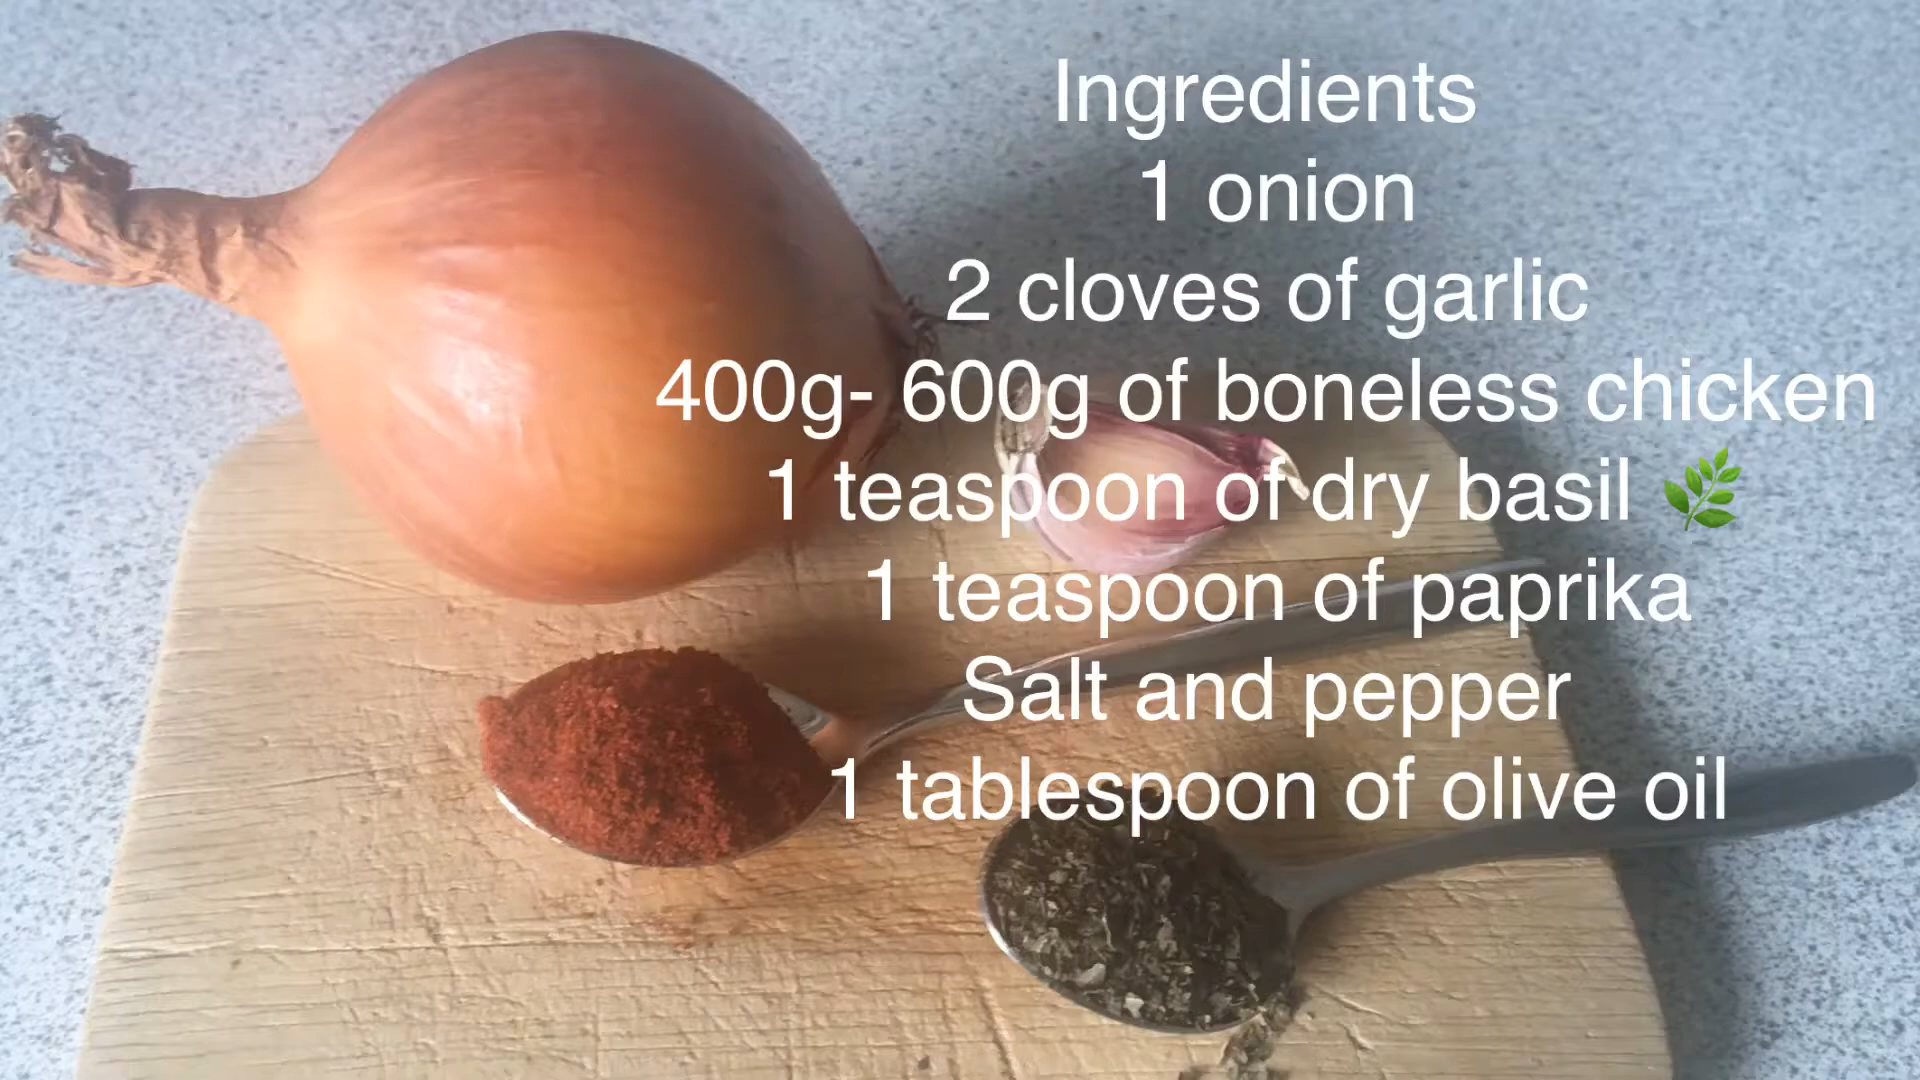 Ingredients
1 onion
2 cloves of garlic
400g- 600g of boneless chicken
1 teaspoon of dry basil 🌿
1 teaspoon of paprika
Salt and pepper
1 tablespoon of olive oil